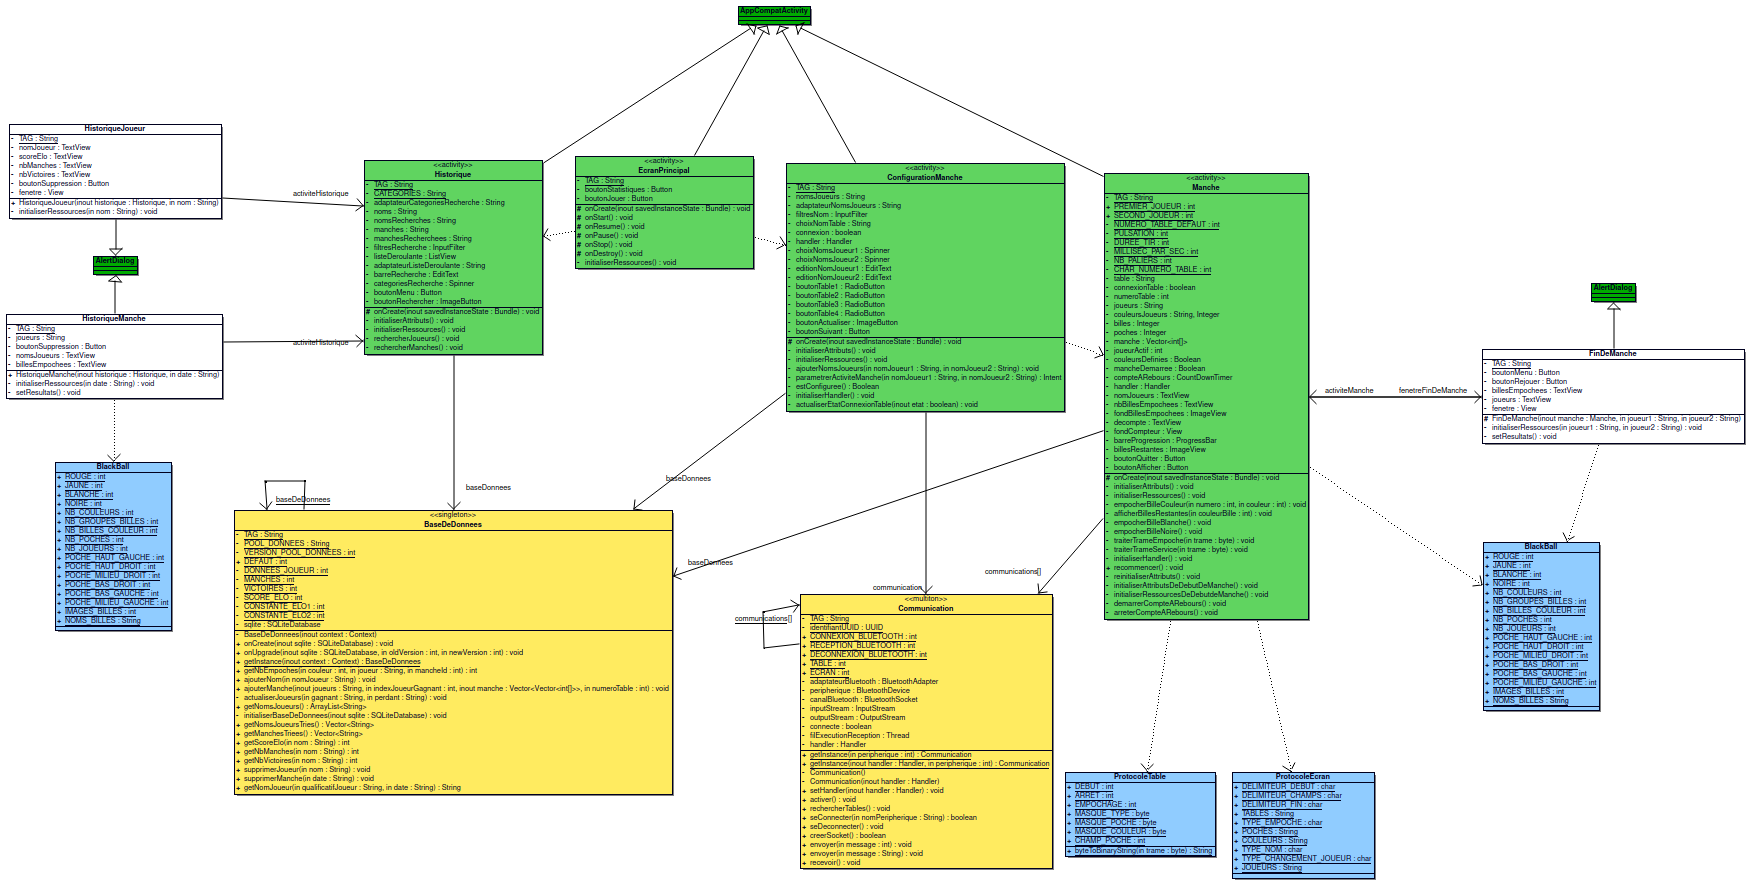 AppCompatActivity
HistoriqueJoueur
- TAG : String
- nomJoueur : TextView
- scoreElo : TextView
- nbManches : TextView
- nbVictoires : TextView
- boutonSuppression : Button
- fenetre : View
+ HistoriqueJoueur(inout historique : Historique, in nom : String)
- initialiserRessources(in nom : String) : void
activiteHistorique
AlertDialog
HistoriqueManche
- TAG : String
- joueurs : String
- boutonSuppression : Button
- nomsJoueurs : TextView
- billesEmpochees : TextView
+ HistoriqueManche(inout historique : Historique, in date : String)
- initialiserRessources(in date : String) : void
- setResultats() : void
activiteHistorique
BlackBall
+ ROUGE : int
+ JAUNE : int
+ BLANCHE : int
+ NOIRE : int
+ NB_COULEURS : int
+ NB_GROUPES_BILLES : int
+ NB_BILLES_COULEUR : int
+ NB_POCHES : int
+ NB_JOUEURS : int
+ POCHE_HAUT_GAUCHE : int
+ POCHE_HAUT_DROIT : int
+ POCHE_MILIEU_DROIT : int
+ POCHE_BAS_DROIT : int
+ POCHE_BAS_GAUCHE : int
+ POCHE_MILIEU_GAUCHE : int
+ IMAGES_BILLES : int
+ NOMS_BILLES : String
<<activity>>
Historique
- TAG : String
- CATEGORIES : String
- adaptateurCategoriesRecherche : String
- noms : String
- nomsRecherches : String
- manches : String
- manchesRecherchees : String
- filtresRecherche : InputFilter
- listeDeroulante : ListView
- adaptateurListeDeroulante : String
- barreRecherche : EditText
- categoriesRecherche : Spinner
- boutonMenu : Button
- boutonRechercher : ImageButton
# onCreate(inout savedInstanceState : Bundle) : void
- initialiserAttributs() : void
- initialiserRessources() : void
- rechercherJoueurs() : void
- rechercherManches() : void
<<activity>>
EcranPrincipal
- TAG : String
- boutonStatistiques : Button
- boutonJouer : Button
# onCreate(inout savedInstanceState : Bundle) : void
# onStart() : void
# onResume() : void
# onPause() : void
# onStop() : void
# onDestroy() : void
- initialiserRessources() : void
<<activity>>
ConfigurationManche
- TAG : String
- nomsJoueurs : String
- adaptateurNomsJoueurs : String
- filtresNom : InputFilter
- choixNomTable : String
- connexion : boolean
- handler : Handler
- choixNomsJoueur1 : Spinner
- choixNomsJoueur2 : Spinner
- editionNomJoueur1 : EditText
- editionNomJoueur2 : EditText
- boutonTable1 : RadioButton
- boutonTable2 : RadioButton
- boutonTable3 : RadioButton
- boutonTable4 : RadioButton
- boutonActualiser : ImageButton
- boutonSuivant : Button
# onCreate(inout savedInstanceState : Bundle) : void
- initialiserAttributs() : void
- initialiserRessources() : void
- ajouterNomsJoueurs(in nomJoueur1 : String, in nomJoueur2 : String) : void
- parametrerActiviteManche(in nomJoueur1 : String, in nomJoueur2 : String) : Intent
- estConfiguree() : Boolean
- initialiserHandler() : void
- actualiserEtatConnexionTable(inout etat : boolean) : void
<<activity>>
Manche
- TAG : String
+ PREMIER_JOUEUR : int
+ SECOND_JOUEUR : int
- NUMERO_TABLE_DEFAUT : int
- PULSATION : int
- DUREE_TIR : int
- MILLISEC_PAR_SEC : int
- NB_PALIERS : int
- CHAR_NUMERO_TABLE : int
- table : String
- connexionTable : boolean
- numeroTable : int
- joueurs : String
- couleursJoueurs : String, Integer
- billes : Integer
- poches : Integer
- manche : Vector<int[]>
- joueurActif : int
- couleursDefinies : Boolean
- mancheDemarree : Boolean
- compteARebours : CountDownTimer
- handler : Handler
- nomJoueurs : TextView
- nbBillesEmpochees : TextView
- fondBillesEmpochees : ImageView
- decompte : TextView
- fondCompteur : View
- barreProgression : ProgressBar
- billesRestantes : ImageView
- boutonQuitter : Button
- boutonAfficher : Button
# onCreate(inout savedInstanceState : Bundle) : void
- initialiserAttributs() : void
- initialiserRessources() : void
- empocherBilleCouleur(in numero : int, in couleur : int) : void
- afficherBillesRestantes(in couleurBille : int) : void
- empocherBilleBlanche() : void
- empocherBilleNoire() : void
- traiterTrameEmpoche(in trame : byte) : void
- traiterTrameService(in trame : byte) : void
- initialiserHandler() : void
+ recommencer() : void
- reinitialiserAttributs() : void
- initialiserAttributsDeDebutDeManche() : void
- initialiserRessourcesDeDebutdeManche() : void
- demarrerCompteARebours() : void
- arreterCompteARebours() : void
AlertDialog
activiteManche
fenetreFinDeManche
FinDeManche
- TAG : String
- boutonMenu : Button
- boutonRejouer : Button
- billesEmpochees : TextView
- joueurs : TextView
- fenetre : View
# FinDeManche(inout manche : Manche, in joueur1 : String, in joueur2 : String)
- initialiserRessources(in joueur1 : String, in joueur2 : String) : void
- setResultats() : void
BlackBall
+ ROUGE : int
+ JAUNE : int
+ BLANCHE : int
+ NOIRE : int
+ NB_COULEURS : int
+ NB_GROUPES_BILLES : int
+ NB_BILLES_COULEUR : int
+ NB_POCHES : int
+ NB_JOUEURS : int
+ POCHE_HAUT_GAUCHE : int
+ POCHE_HAUT_DROIT : int
+ POCHE_MILIEU_DROIT : int
+ POCHE_BAS_DROIT : int
+ POCHE_BAS_GAUCHE : int
+ POCHE_MILIEU_GAUCHE : int
+ IMAGES_BILLES : int
+ NOMS_BILLES : String
baseDeDonnees
baseDonnees
baseDonnees
baseDonnees
<<singleton>>
BaseDeDonnees
- TAG : String
- POOL_DONNEES : String
- VERSION_POOL_DONNEES : int
+ DEFAUT : int
- DONNEES_JOUEUR : int
- MANCHES : int
- VICTOIRES : int
- SCORE_ELO : int
- CONSTANTE_ELO1 : int
- CONSTANTE_ELO2 : int
- sqlite : SQLiteDatabase
- BaseDeDonnees(inout context : Context)
+ onCreate(inout sqlite : SQLiteDatabase) : void
+ onUpgrade(inout sqlite : SQLiteDatabase, in oldVersion : int, in newVersion : int) : void
+ getInstance(inout context : Context) : BaseDeDonnees
+ getNbEmpoches(in couleur : int, in joueur : String, in mancheId : int) : int
+ ajouterNom(in nomJoueur : String) : void
+ ajouterManche(inout joueurs : String, in indexJoueurGagnant : int, inout manche : Vector<Vector<int[]>>, in numeroTable : int) : void
- actualiserJoueurs(in gagnant : String, in perdant : String) : void
+ getNomsJoueurs() : ArrayList<String>
- initialiserBaseDeDonnees(inout sqlite : SQLiteDatabase) : void
+ getNomsJoueursTries() : Vector<String>
+ getManchesTriees() : Vector<String>
+ getScoreElo(in nom : String) : int
+ getNbManches(in nom : String) : int
+ getNbVictoires(in nom : String) : int
+ supprimerJoueur(in nom : String) : void
+ supprimerManche(in date : String) : void
+ getNomJoueur(in qualificatifJoueur : String, in date : String) : String
communication
communications[]
communications[]
<<multiton>>
Communication
- TAG : String
- identifiantUUID : UUID
+ CONNEXION_BLUETOOTH : int
+ RECEPTION_BLUETOOTH : int
+ DECONNEXION_BLUETOOTH : int
+ TABLE : int
+ ECRAN : int
- adaptateurBluetooth : BluetoothAdapter
- peripherique : BluetoothDevice
- canalBluetooth : BluetoothSocket
- inputStream : InputStream
- outputStream : OutputStream
- connecte : boolean
- filExecutionReception : Thread
- handler : Handler
+ getInstance(in peripherique : int) : Communication
+ getInstance(inout handler : Handler, in peripherique : int) : Communication
- Communication()
- Communication(inout handler : Handler)
+ setHandler(inout handler : Handler) : void
+ activer() : void
+ rechercherTables() : void
+ seConnecter(in nomPeripherique : String) : boolean
+ seDeconnecter() : void
- creerSocket() : boolean
+ envoyer(in message : int) : void
+ envoyer(in message : String) : void
- recevoir() : void
ProtocoleTable
+ DEBUT : int
+ ARRET : int
+ EMPOCHAGE : int
+ MASQUE_TYPE : byte
+ MASQUE_POCHE : byte
+ MASQUE_COULEUR : byte
+ CHAMP_POCHE : int
+ byteToBinaryString(in trame : byte) : String
ProtocoleEcran
+ DELIMITEUR_DEBUT : char
+ DELIMITEUR_CHAMPS : char
+ DELIMITEUR_FIN : char
+ TABLES : String
+ TYPE_EMPOCHE : char
+ POCHES : String
+ COULEURS : String
+ TYPE_NOM : char
+ TYPE_CHANGEMENT_JOUEUR : char
+ JOUEURS : String